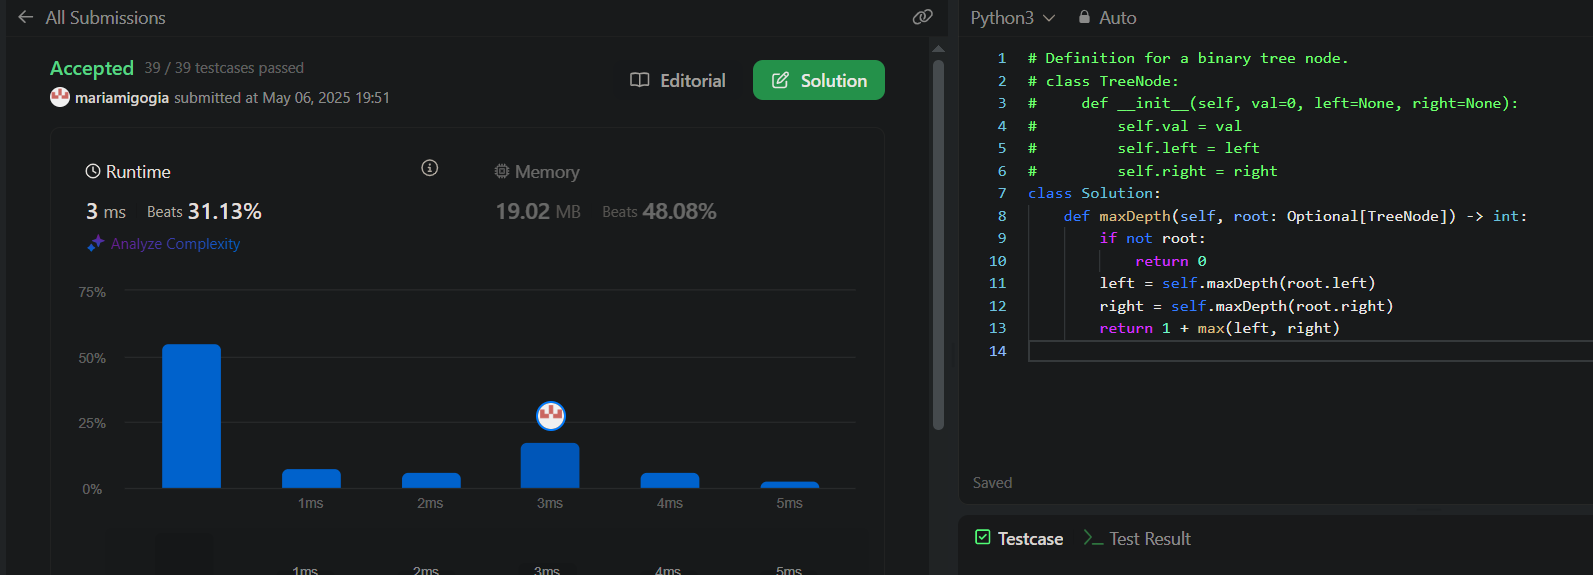 All Submissions
Accepted 39 / 39 testcases passed
mariamigogia submitted at May 06, 2025 19:51
Editorial
Solution
Runtime
3 ms Beats 31.13%
Analyze Complexity
Memory
19.02 MB Beats 48.08%
75%
50%
25%
0%
1ms 2ms 3ms 4ms 5ms
1ms 2ms 3ms 4ms 5ms
Python3 Auto
1 # Definition for a binary tree node.
2 # class TreeNode:
3 #     def __init__(self, val=0, left=None, right=None):
4 #         self.val = val
5 #         self.left = left
6 #         self.right = right
7 class Solution:
8     def maxDepth(self, root: Optional[TreeNode]) -> int:
9         if not root:
10             return 0
11         left = self.maxDepth(root.left)
12         right = self.maxDepth(root.right)
13         return 1 + max(left, right)
14
Saved
Testcase
Test Result